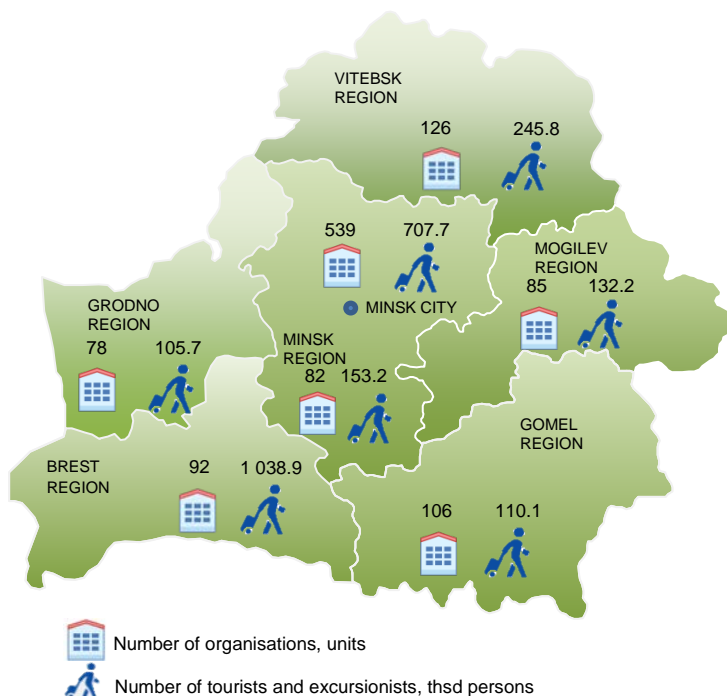 VITEBSK
REGION
126 245.8
539 707.7
MINSK CITY
MOGILEV
REGION
85 132.2
GRODNO
REGION
78 105.7
MINSK
REGION
82 153.2
GOMEL
REGION
BREST
REGION
92 1 038.9
106 110.1
Number of organisations, units
Number of tourists and excursionists, thsd persons